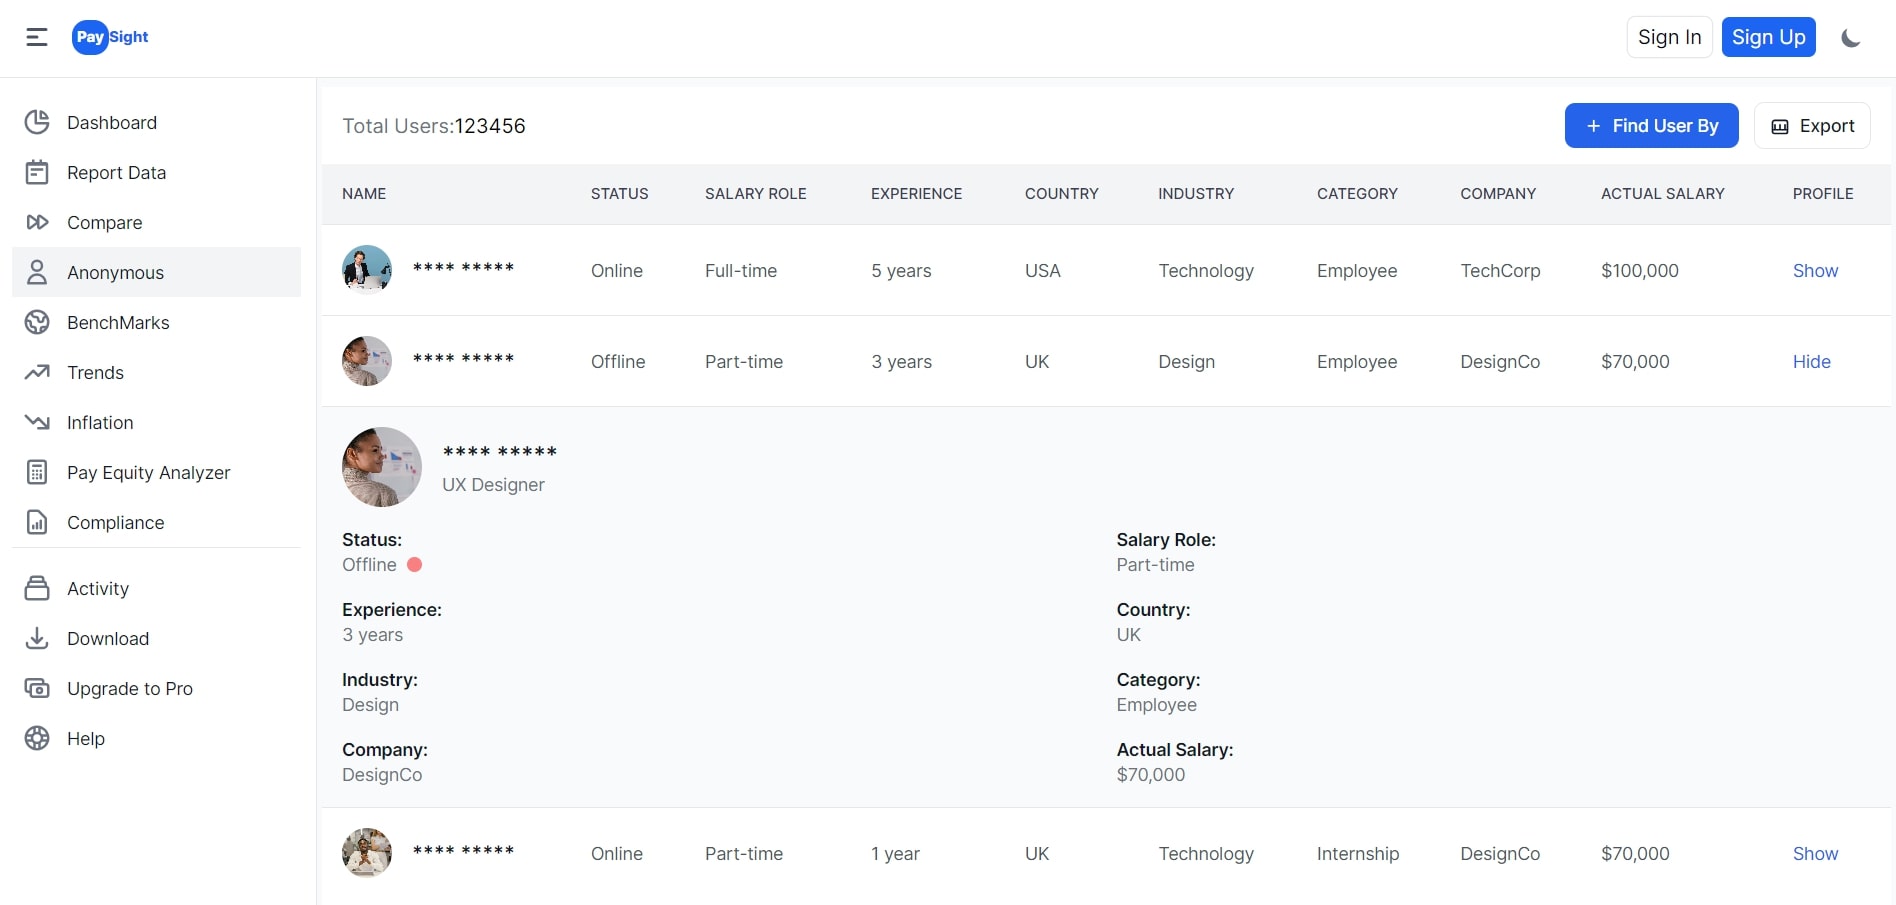 Pay Sight
Sign In
Sign Up
Dashboard
Report Data
Compare
Anonymous
BenchMarks
Trends
Inflation
Pay Equity Analyzer
Compliance
Activity
Download
Upgrade to Pro
Help
Total Users:123456
+ Find User By
Export
NAME STATUS SALARY ROLE EXPERIENCE COUNTRY INDUSTRY CATEGORY COMPANY ACTUAL SALARY PROFILE
**** ***** Online Full-time 5 years USA Technology Employee TechCorp $100,000 Show
**** ***** Offline Part-time 3 years UK Design Employee DesignCo $70,000 Hide
**** *****
UX Designer
Status: Salary Role:
Offline Part-time
Experience: Country:
3 years UK
Industry: Category:
Design Employee
Company: Actual Salary:
DesignCo $70,000
**** ***** Online Part-time 1 year UK Technology Internship DesignCo $70,000 Show